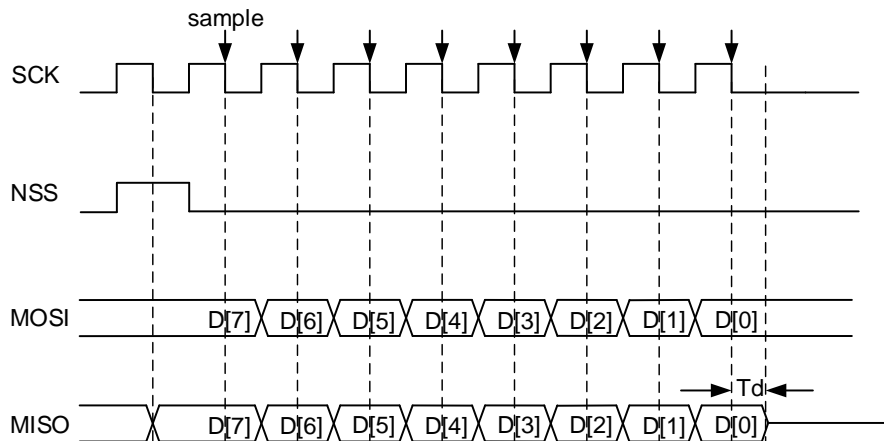 sample
SCK
NSS
MOSI D[7] D[6] D[5] D[4] D[3] D[2] D[1] D[0]
Td
MISO D[7] D[6] D[5] D[4] D[3] D[2] D[1] D[0]